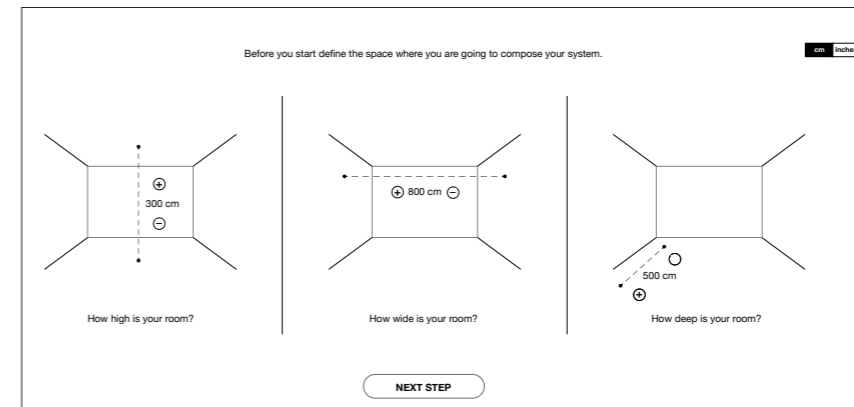 Before you start define the space where you are going to compose your system.
cm inche
300 cm
How high is your room?
800 cm
How wide is your room?
500 cm
How deep is your room?
NEXT STEP